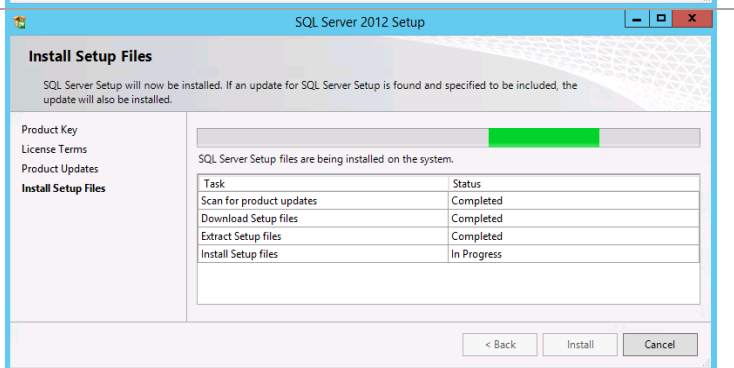 SQL Server 2012 Setup
Install Setup Files
SQL Server Setup will now be installed. If an update for SQL Server Setup is found and specified to be included, the
update will also be installed.
Product Key
License Terms
Product Updates
Install Setup Files
SQL Server Setup files are being installed on the system.
Task Status
Scan for product updates Completed
Download Setup files Completed
Extract Setup files Completed
Install Setup files In Progress
< Back Install Cancel